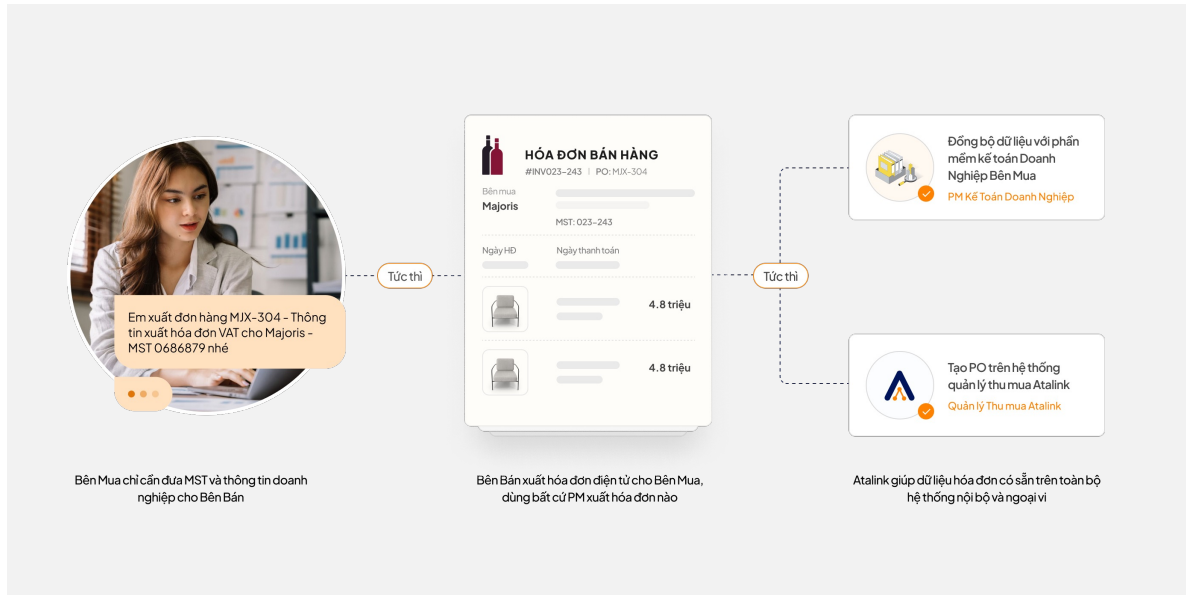 Em xuất đơn hàng MJX-304 - Thông
tin xuất hóa đơn VAT cho Majoris -
MST 0686879 nhé
Bên Mua chỉ cần đưa MST và thông tin doanh
nghiệp cho Bên Bán
Tức thì
HÓA ĐƠN BÁN HÀNG
#INV023-243 | PO: MJX-304
Bên mua
Majoris
MST: 023-243
Ngày HĐ Ngày thanh toán
4.8 triệu
4.8 triệu
Bên Bán xuất hóa đơn điện tử cho Bên Mua,
dùng bất cứ PM xuất hóa đơn nào
Tức thì
Đồng bộ dữ liệu với phần
mềm kế toán Doanh
Nghiệp Bên Mua
PM Kế Toán Doanh Nghiệp
Tạo PO trên hệ thống
quản lý thu mua Atalink
Quản lý Thu mua Atalink
Atalink giúp dữ liệu hóa đơn có sẵn trên toàn bộ
hệ thống nội bộ và ngoại vi